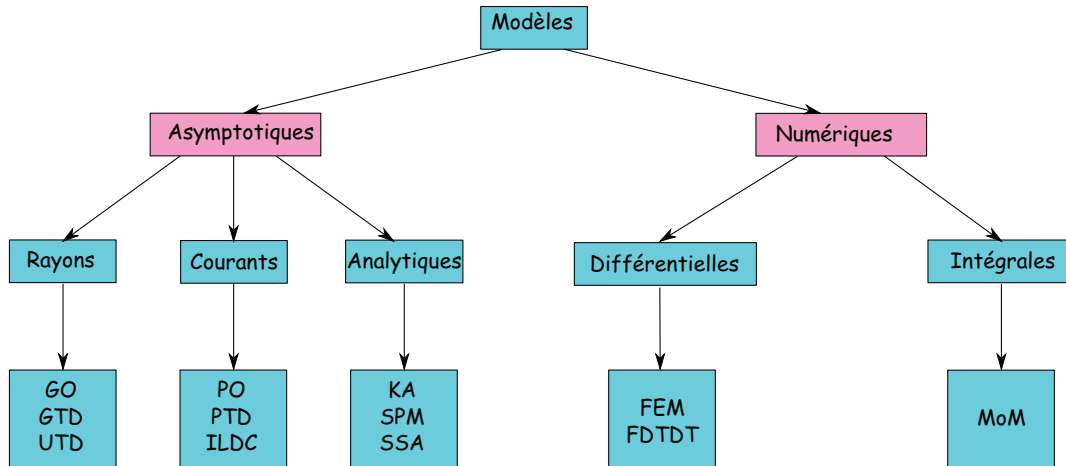 Modèles
Asymptotiques
Numériques
Rayons
Courants
Analytiques
Différentielles
Intégrales
GO
GTD
UTD
PO
PTD
ILDC
KA
SPM
SSA
FEM
FDTDT
MoM